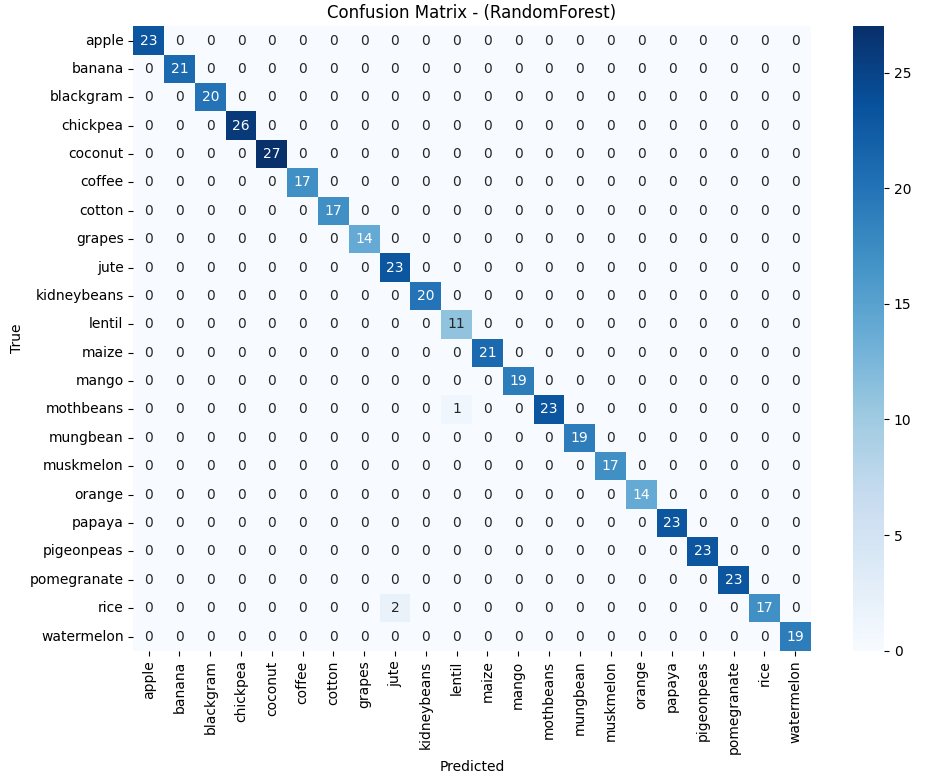 Confusion Matrix - (RandomForest)
apple 23 0 0 0 0 0 0 0 0 0 0 0 0 0 0 0 0 0 0 0 0 0
banana 0 21 0 0 0 0 0 0 0 0 0 0 0 0 0 0 0 0 0 0 0 0
blackgram 0 0 20 0 0 0 0 0 0 0 0 0 0 0 0 0 0 0 0 0 0 0
chickpea 0 0 0 26 0 0 0 0 0 0 0 0 0 0 0 0 0 0 0 0 0 0
coconut 0 0 0 0 27 0 0 0 0 0 0 0 0 0 0 0 0 0 0 0 0 0
coffee 0 0 0 0 0 17 0 0 0 0 0 0 0 0 0 0 0 0 0 0 0 0
cotton 0 0 0 0 0 0 17 0 0 0 0 0 0 0 0 0 0 0 0 0 0 0
grapes 0 0 0 0 0 0 0 14 0 0 0 0 0 0 0 0 0 0 0 0 0 0
jute 0 0 0 0 0 0 0 0 23 0 0 0 0 0 0 0 0 0 0 0 0 0
kidneybeans 0 0 0 0 0 0 0 0 0 20 0 0 0 0 0 0 0 0 0 0 0 0
lentil 0 0 0 0 0 0 0 0 0 0 11 0 0 0 0 0 0 0 0 0 0 0
maize 0 0 0 0 0 0 0 0 0 0 0 21 0 0 0 0 0 0 0 0 0 0
mango 0 0 0 0 0 0 0 0 0 0 0 0 19 0 0 0 0 0 0 0 0 0
mothbeans 0 0 0 0 0 0 0 0 0 0 1 0 0 23 0 0 0 0 0 0 0 0
mungbean 0 0 0 0 0 0 0 0 0 0 0 0 0 0 19 0 0 0 0 0 0 0
muskmelon 0 0 0 0 0 0 0 0 0 0 0 0 0 0 0 17 0 0 0 0 0 0
orange 0 0 0 0 0 0 0 0 0 0 0 0 0 0 0 0 14 0 0 0 0 0
papaya 0 0 0 0 0 0 0 0 0 0 0 0 0 0 0 0 0 23 0 0 0 0
pigeonpeas 0 0 0 0 0 0 0 0 0 0 0 0 0 0 0 0 0 0 23 0 0 0
pomegranate 0 0 0 0 0 0 0 0 0 0 0 0 0 0 0 0 0 0 0 23 0 0
rice 0 0 0 0 0 0 0 0 2 0 0 0 0 0 0 0 0 0 0 0 17 0
watermelon 0 0 0 0 0 0 0 0 0 0 0 0 0 0 0 0 0 0 0 0 0 19
True
apple
banana
blackgram
chickpea
coconut
coffee
cotton
grapes
jute
kidneybeans
lentil
maize
mango
mothbeans
mungbean
muskmelon
orange
papaya
pigeonpeas
pomegranate
rice
watermelon
Predicted
25
20
15
10
5
0